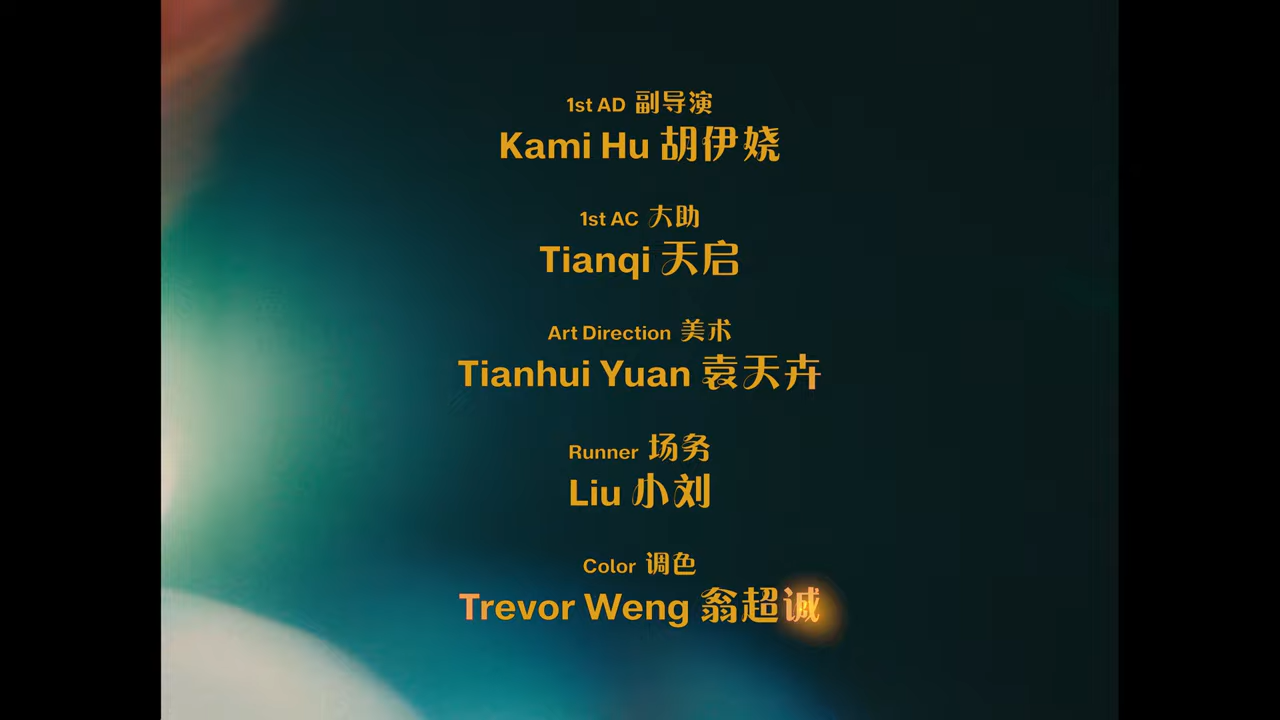 1st AD 副导演
Kami Hu 胡伊娆
1st AC 大助
Tianqi 天启
Art Direction 美术
Tianhui Yuan 袁天卉
Runner 场务
Liu 小刘
Color 调色
Trevor Weng 翁超诚